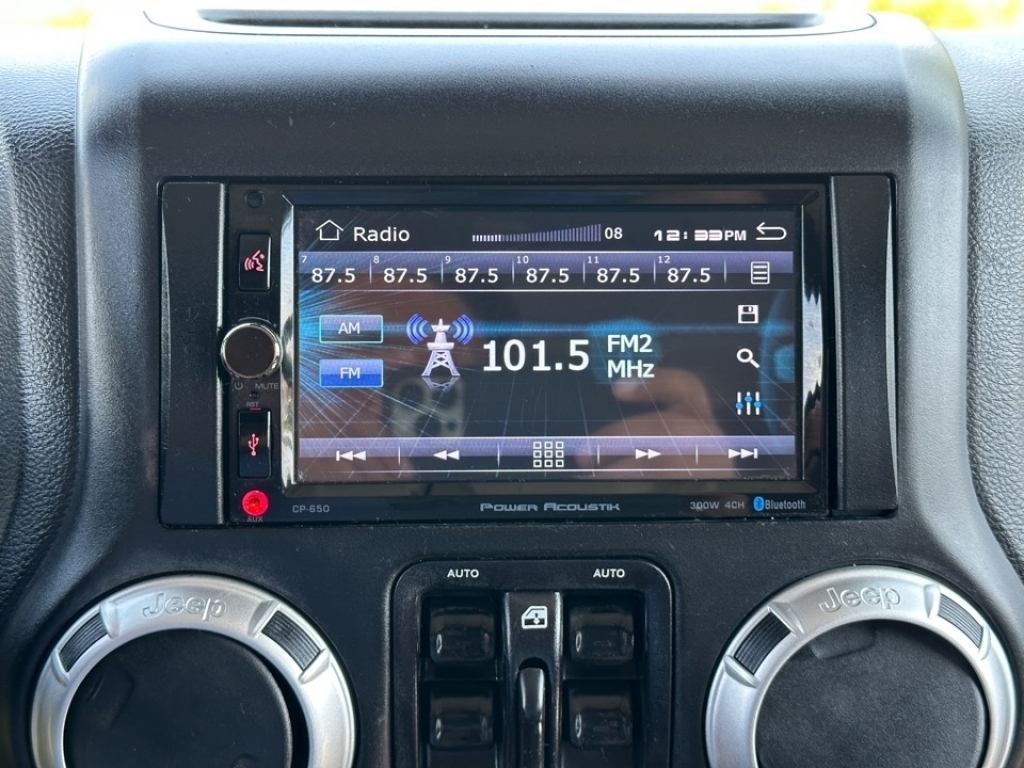 Radio 08 12:33PM
7 8 9 10 11 12
87.5 87.5 87.5 87.5 87.5 87.5
AM
FM
101.5 FM2
MHz
MUTE
RST
AUX
CP-650 POWER ACOUSTIK 300W 4CH Bluetooth
AUTO AUTO
Jeep Jeep